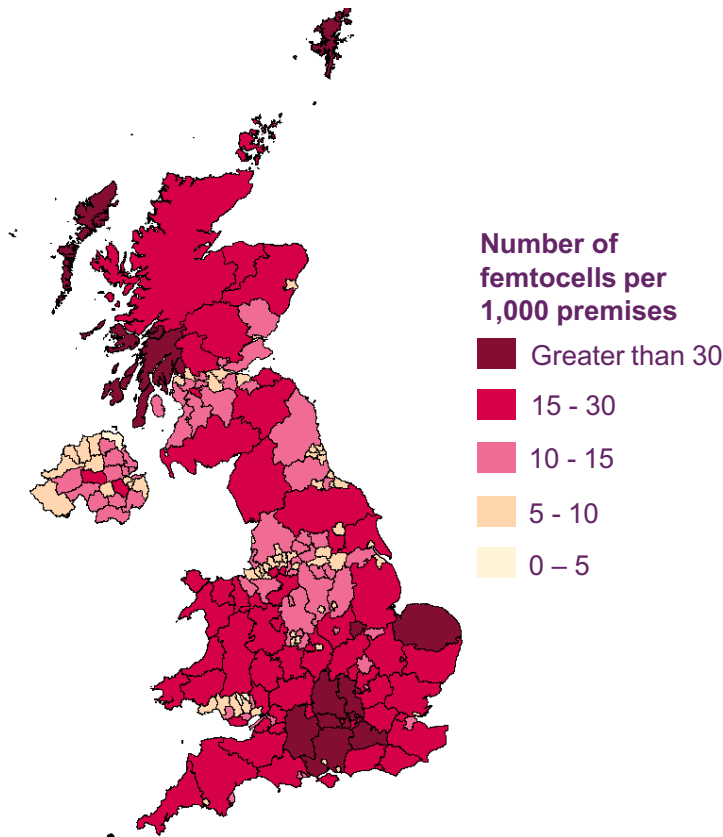 Number of
femtocells per
1,000 premises
Greater than 30
15 - 30
10 - 15
5 - 10
0 – 5